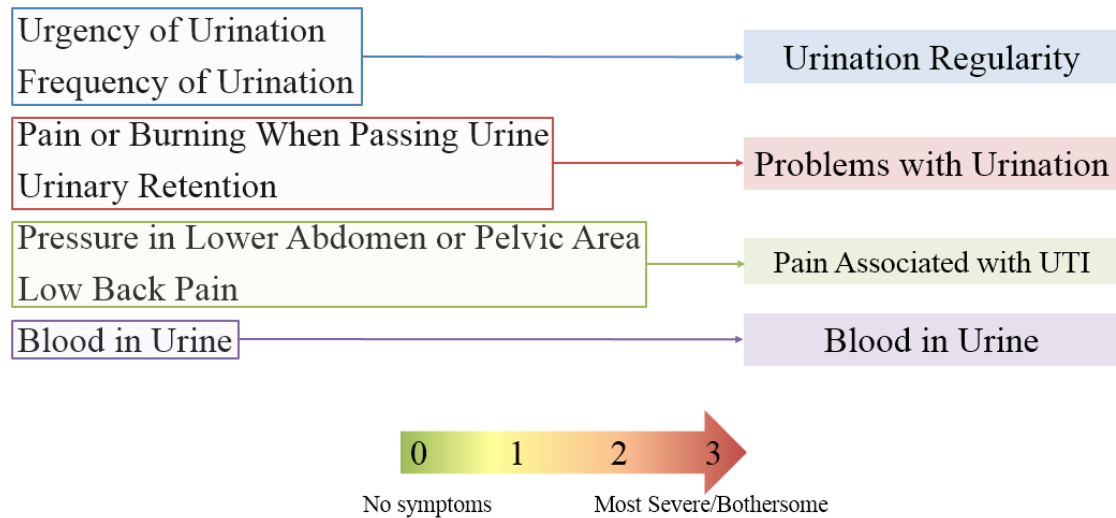 Urgency of Urination
Frequency of Urination
Urination Regularity
Pain or Burning When Passing Urine
Urinary Retention
Problems with Urination
Pressure in Lower Abdomen or Pelvic Area
Low Back Pain
Pain Associated with UTI
Blood in Urine
Blood in Urine
0 1 2 3
No symptoms
Most Severe/Bothersome